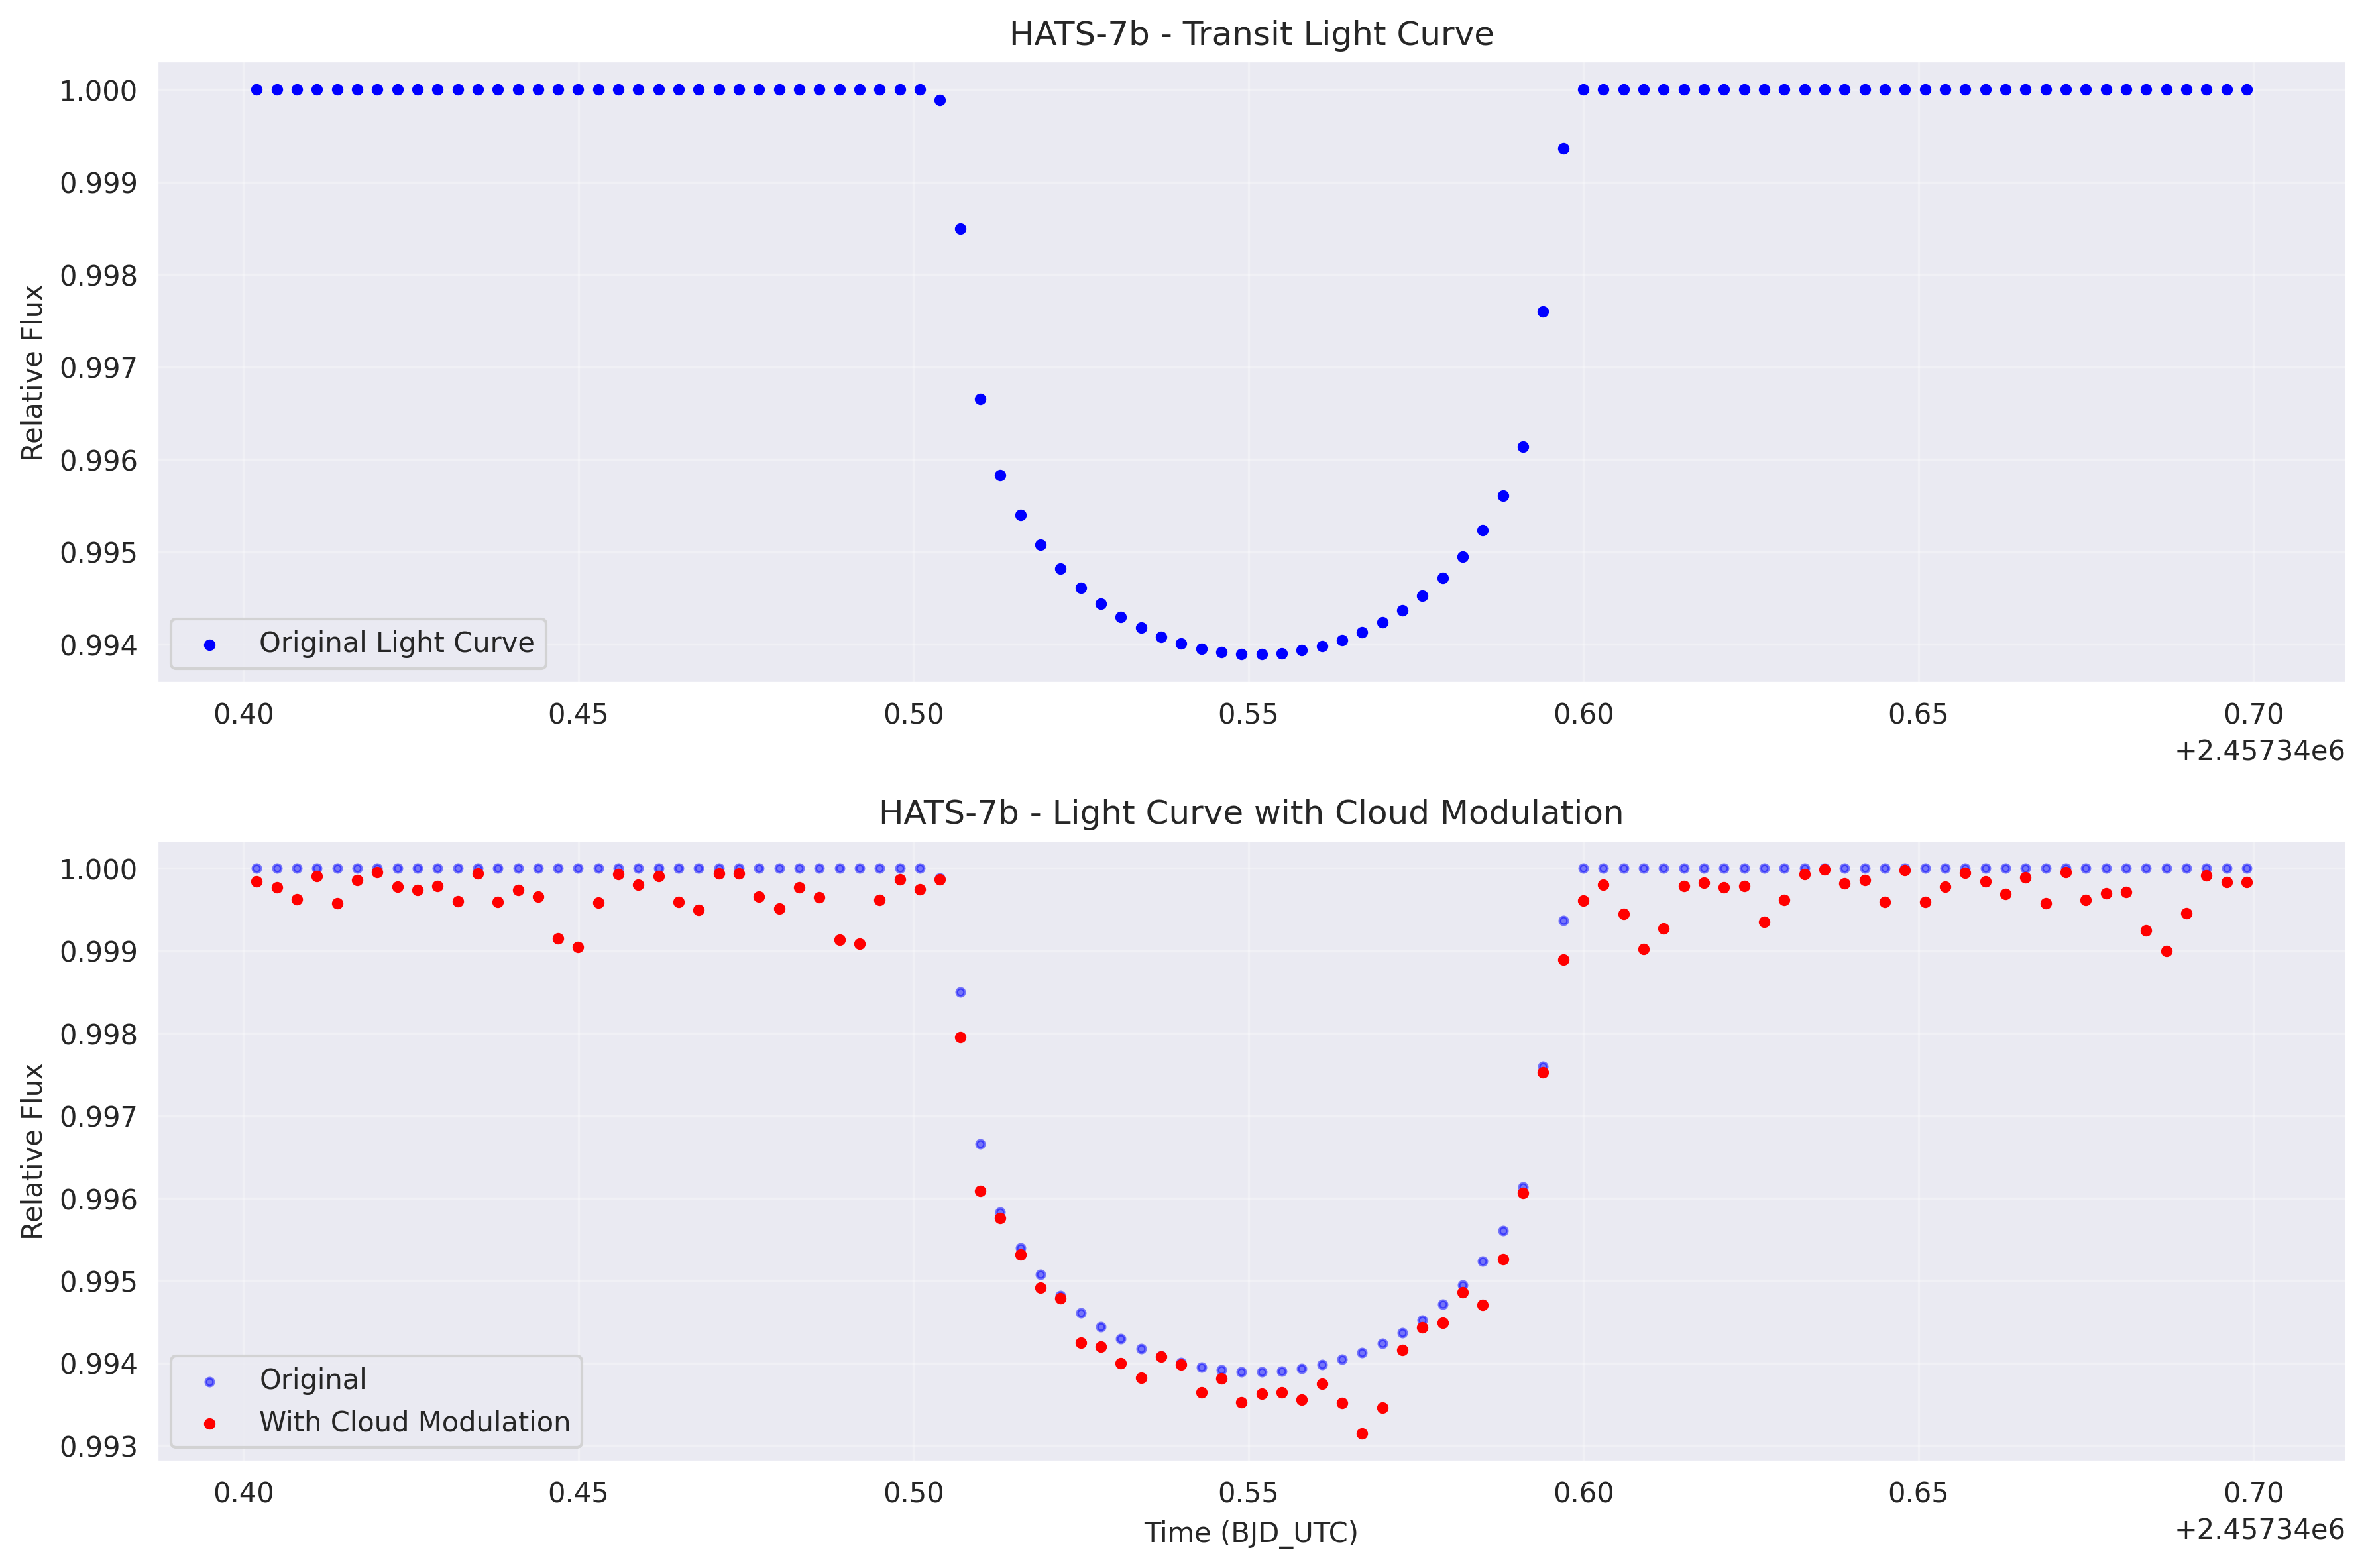 HATS-7b - Transit Light Curve
Relative Flux
1.000
0.999
0.998
0.997
0.996
0.995
0.994
Original Light Curve
0.40 0.45 0.50 0.55 0.60 0.65 0.70
+2.45734e6
HATS-7b - Light Curve with Cloud Modulation
Relative Flux
1.000
0.999
0.998
0.997
0.996
0.995
0.994
0.993
Original
With Cloud Modulation
0.40 0.45 0.50 0.55 0.60 0.65 0.70
Time (BJD_UTC)
+2.45734e6